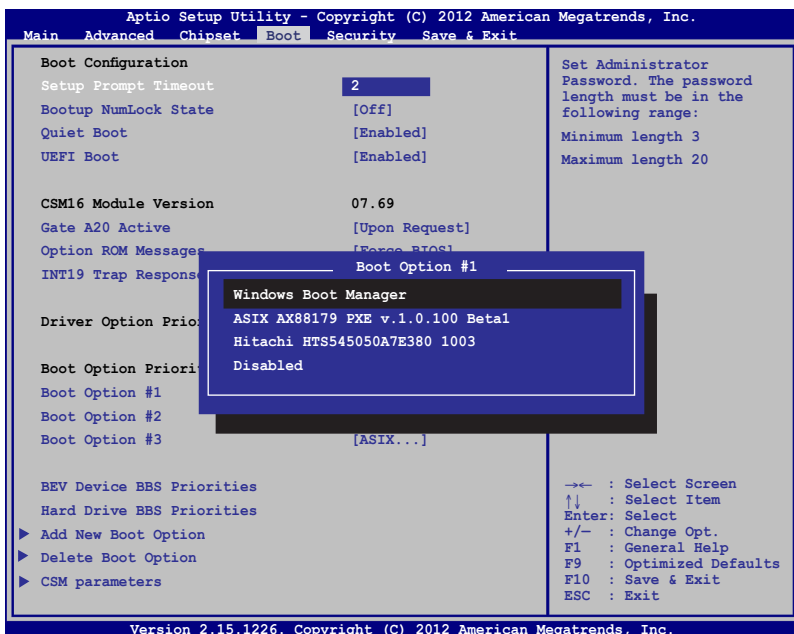 Aptio Setup Utility - Copyright (C) 2012 American Megatrends, Inc.
Main Advanced Chipset Boot Security Save & Exit
Boot Configuration
Setup Prompt Timeout 2
Bootup NumLock State [Off]
Quiet Boot [Enabled]
UEFI Boot [Enabled]
CSM16 Module Version 07.69
Gate A20 Active [Upon Request]
Option ROM Messages [Force BIOS]
INT19 Trap Response
Driver Option Prio
Boot Option Priori
Boot Option #1
Boot Option #2
Boot Option #3 [ASIX...]
BEV Device BBS Priorities
Hard Drive BBS Priorities
Add New Boot Option
Delete Boot Option
CSM parameters
Boot Option #1
Windows Boot Manager
ASIX AX88179 PXE v.1.0.100 Beta1
Hitachi HTS545050A7E380 1003
Disabled
Set Administrator
Password. The password
length must be in the
following range:
Minimum length 3
Maximum length 20
→← : Select Screen
↑↓ : Select Item
Enter: Select
+/— : Change Opt.
F1 : General Help
F9 : Optimized Defaults
F10 : Save & Exit
ESC : Exit
Version 2.15.1226. Copyright (C) 2012 American Megatrends, Inc.